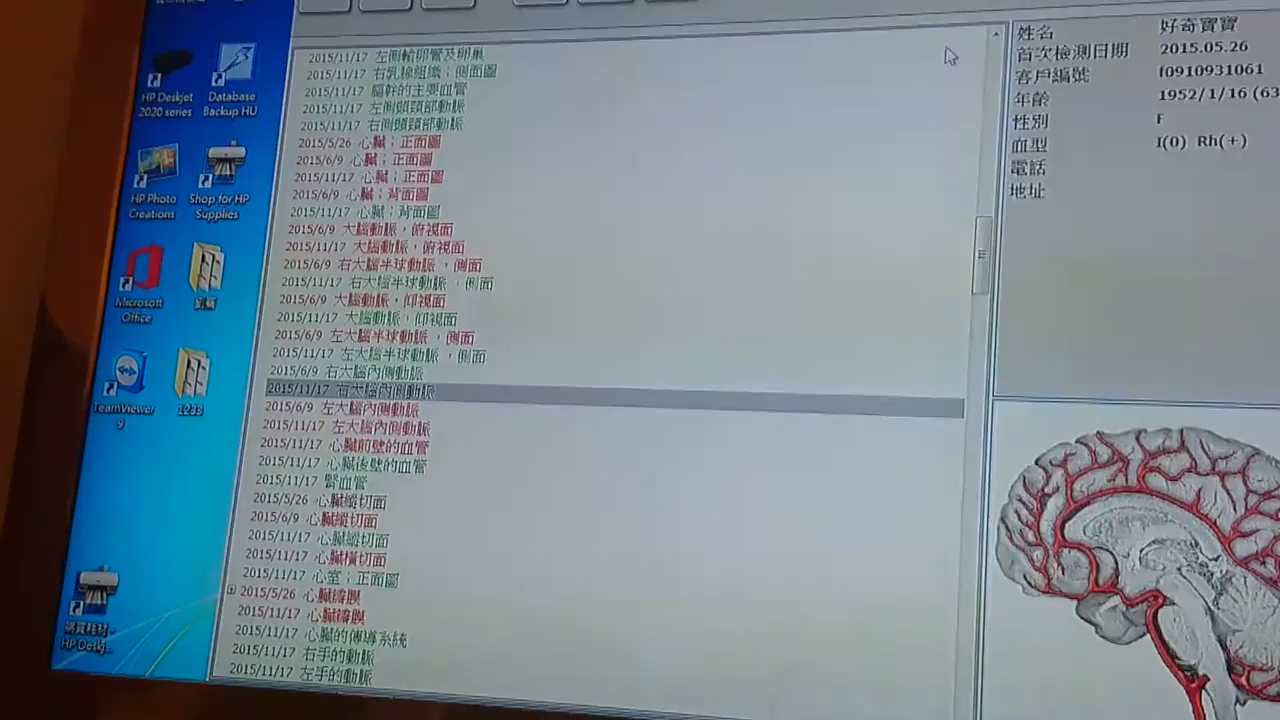 HP Deskjet
2020 series
Database
Backup HU
HP Photo
Creations
Shop for HP
Supplies
Microsoft
Office
TeamViewer
9
1233
購買耗材 -
HP Deskj...
2015/11/17 左側輸卵管及卵巢
2015/11/17 右乳線組織；側面圖
2015/11/17 軀幹的主要血管
2015/11/17 左側頭頸部動脈
2015/11/17 右側頭頸部動脈
2015/5/26 心臟；正面圖
2015/6/9 心臟；正面圖
2015/11/17 心臟；正面圖
2015/6/9 心臟；背面圖
2015/11/17 心臟；背面圖
2015/6/9 大腦動脈，俯視面
2015/11/17 大腦動脈，俯視面
2015/6/9 右大腦半球動脈 ，側面
2015/11/17 右大腦半球動脈 ，側面
2015/6/9 大腦動脈，仰視面
2015/11/17 大腦動脈，仰視面
2015/6/9 左大腦半球動脈 ，側面
2015/11/17 左大腦半球動脈 ，側面
2015/6/9 右大腦內側動脈
2015/11/17 右大腦內側動脈
2015/6/9 左大腦內側動脈
2015/11/17 左大腦內側動脈
2015/11/17 心臟前壁的血管
2015/11/17 心臟後壁的血管
2015/11/17 腎血管
2015/5/26 心臟縱切面
2015/6/9 心臟縱切面
2015/11/17 心臟縱切面
2015/11/17 心臟橫切面
2015/11/17 心室；正面圖
2015/5/26 心臟瓣膜
2015/11/17 心臟瓣膜
2015/11/17 心臟的傳導系統
2015/11/17 右手的動脈
2015/11/17 左手的動脈
姓名 好奇寶寶
首次檢測日期 2015.05.26
客戶編號 f0910931061
年齡 1952/1/16 (63
性別 F
血型 I(0) Rh(+)
電話
地址